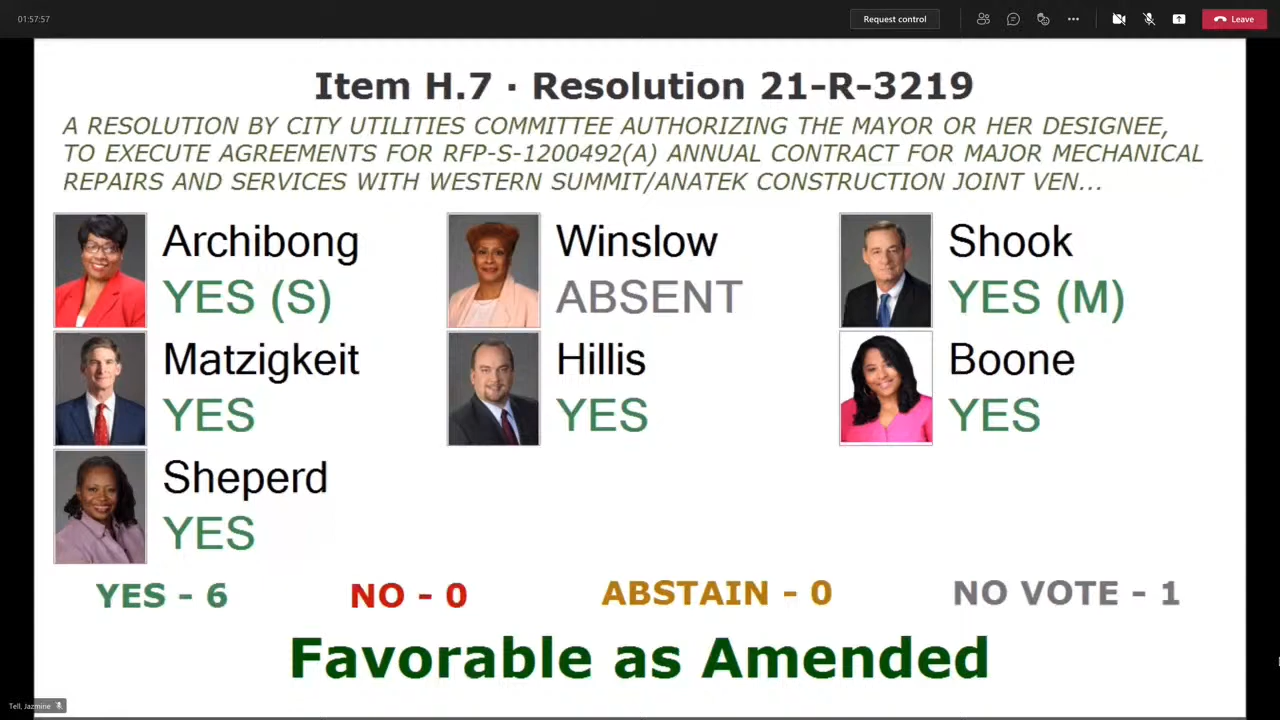 01:57:57
Request control
Leave
Item H.7 · Resolution 21-R-3219
A RESOLUTION BY CITY UTILITIES COMMITTEE AUTHORIZING THE MAYOR OR HER DESIGNEE,
TO EXECUTE AGREEMENTS FOR RFP-S-1200492(A) ANNUAL CONTRACT FOR MAJOR MECHANICAL
REPAIRS AND SERVICES WITH WESTERN SUMMIT/ANATEK CONSTRUCTION JOINT VEN...
Archibong
YES (S)
Winslow
ABSENT
Shook
YES (M)
Matzigkeit
YES
Hillis
YES
Boone
YES
Sheperd
YES
YES - 6
NO - 0
ABSTAIN - 0
NO VOTE - 1
Favorable as Amended
Tell, Jazmine